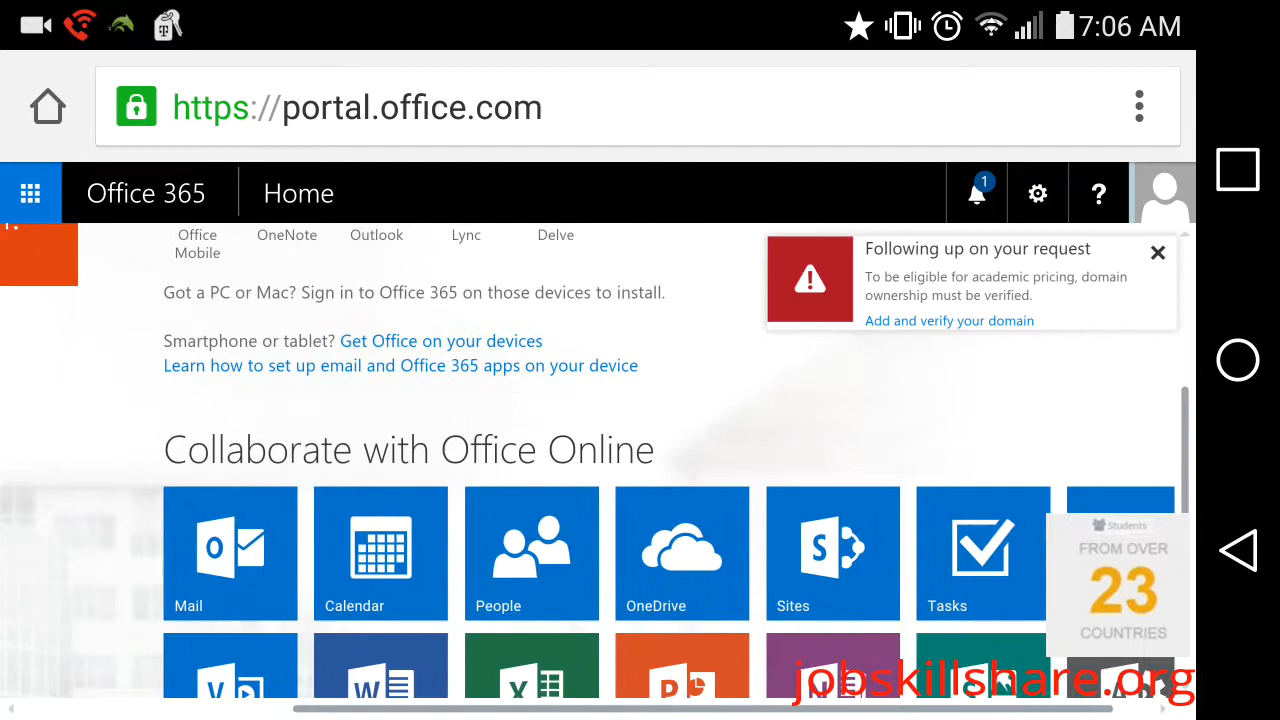 7:06 AM
https://portal.office.com
Office 365
Home
1
?
Office Mobile
OneNote
Outlook
Lync
Delve
Following up on your request
To be eligible for academic pricing, domain
ownership must be verified.
Add and verify your domain
Got a PC or Mac? Sign in to Office 365 on those devices to install.
Smartphone or tablet? Get Office on your devices
Learn how to set up email and Office 365 apps on your device
Collaborate with Office Online
Mail
Calendar
People
OneDrive
Sites
Tasks
Students
FROM OVER
23
COUNTRIES
jobskillshare.org